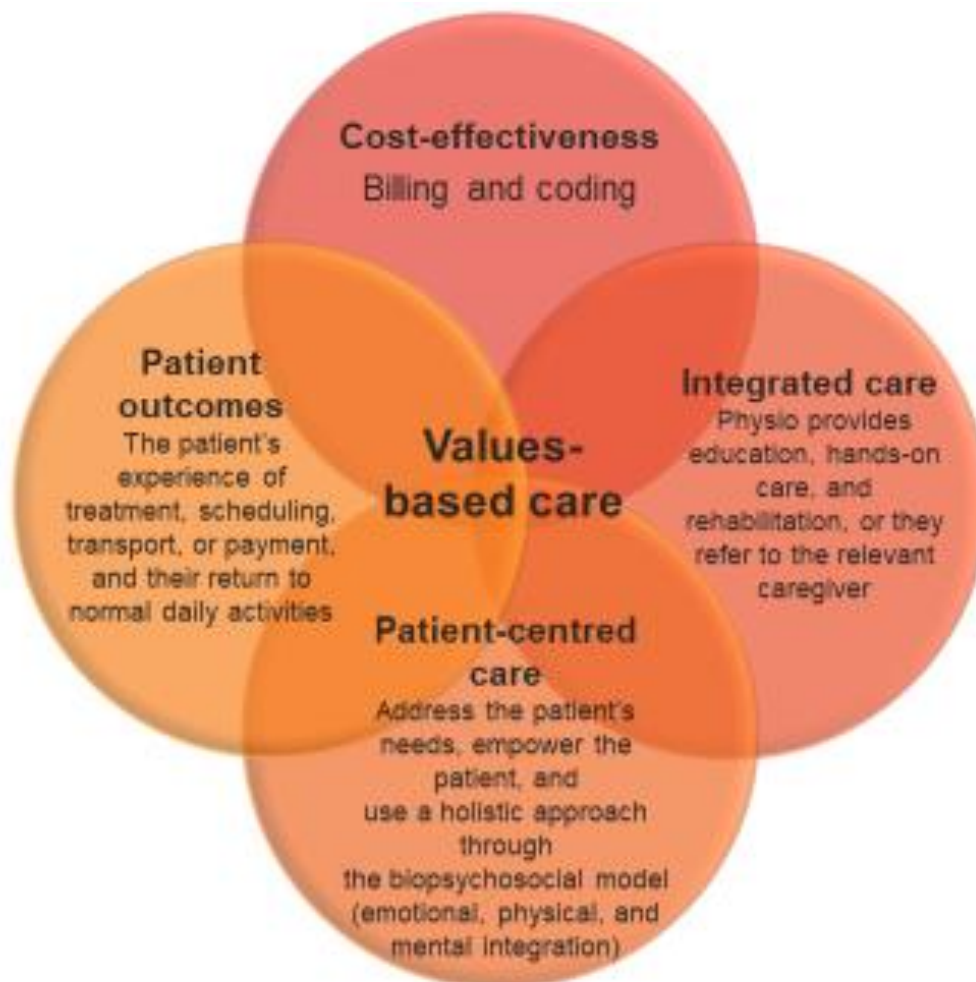 Cost-effectiveness
Billing and coding
Patient
outcomes
The patient's
experience of
treatment, scheduling,
transport, or payment,
and their return to
normal daily activities
Values-
based care
Integrated care
Physio provides
education, hands-on
care, and
rehabilitation, or they
refer to the relevant
caregiver
Patient-centred
care
Address the patient's
needs, empower the
patient, and
use a holistic approach
through
the biopsychosocial model
(emotional, physical, and
mental integration)